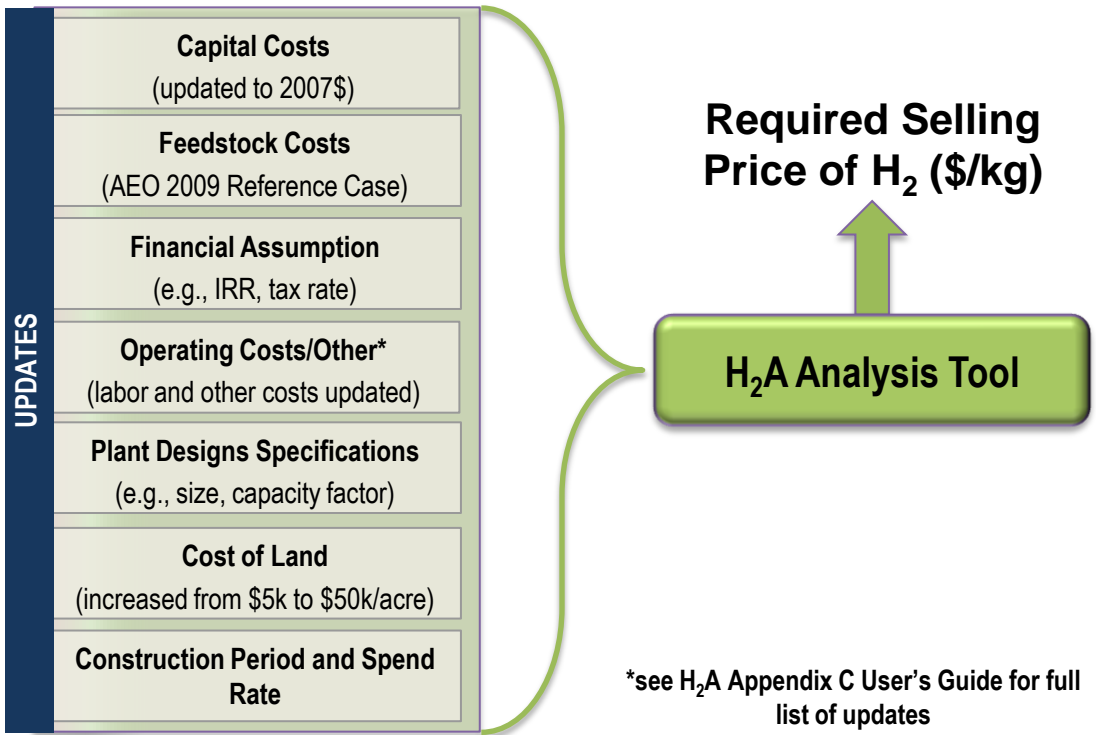 UPDATES
Capital Costs
(updated to 2007$)
Feedstock Costs
(AEO 2009 Reference Case)
Financial Assumption
(e.g., IRR, tax rate)
Operating Costs/Other*
(labor and other costs updated)
Plant Designs Specifications
(e.g., size, capacity factor)
Cost of Land
(increased from $5k to $50k/acre)
Construction Period and Spend
Rate
Required Selling
Price of H₂ ($/kg)
H₂A Analysis Tool
*see H₂A Appendix C User’s Guide for full
list of updates